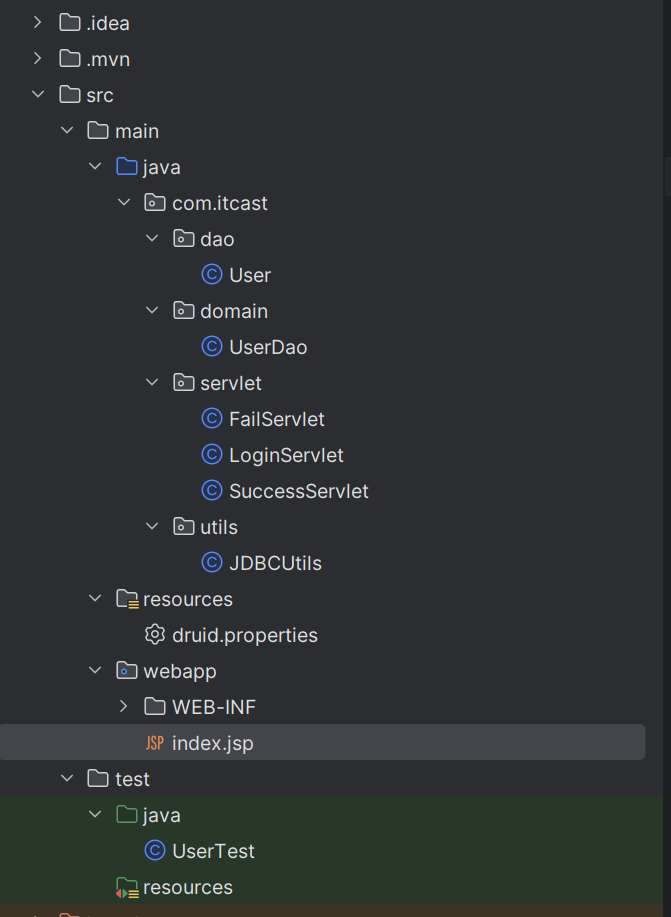 .idea
.mvn
src
main
java
com.itcast
dao
C User
domain
C UserDao
servlet
C FailServlet
C LoginServlet
C SuccessServlet
utils
C JDBCUtils
resources
druid.properties
webapp
WEB-INF
JSP index.jsp
test
java
C UserTest
resources